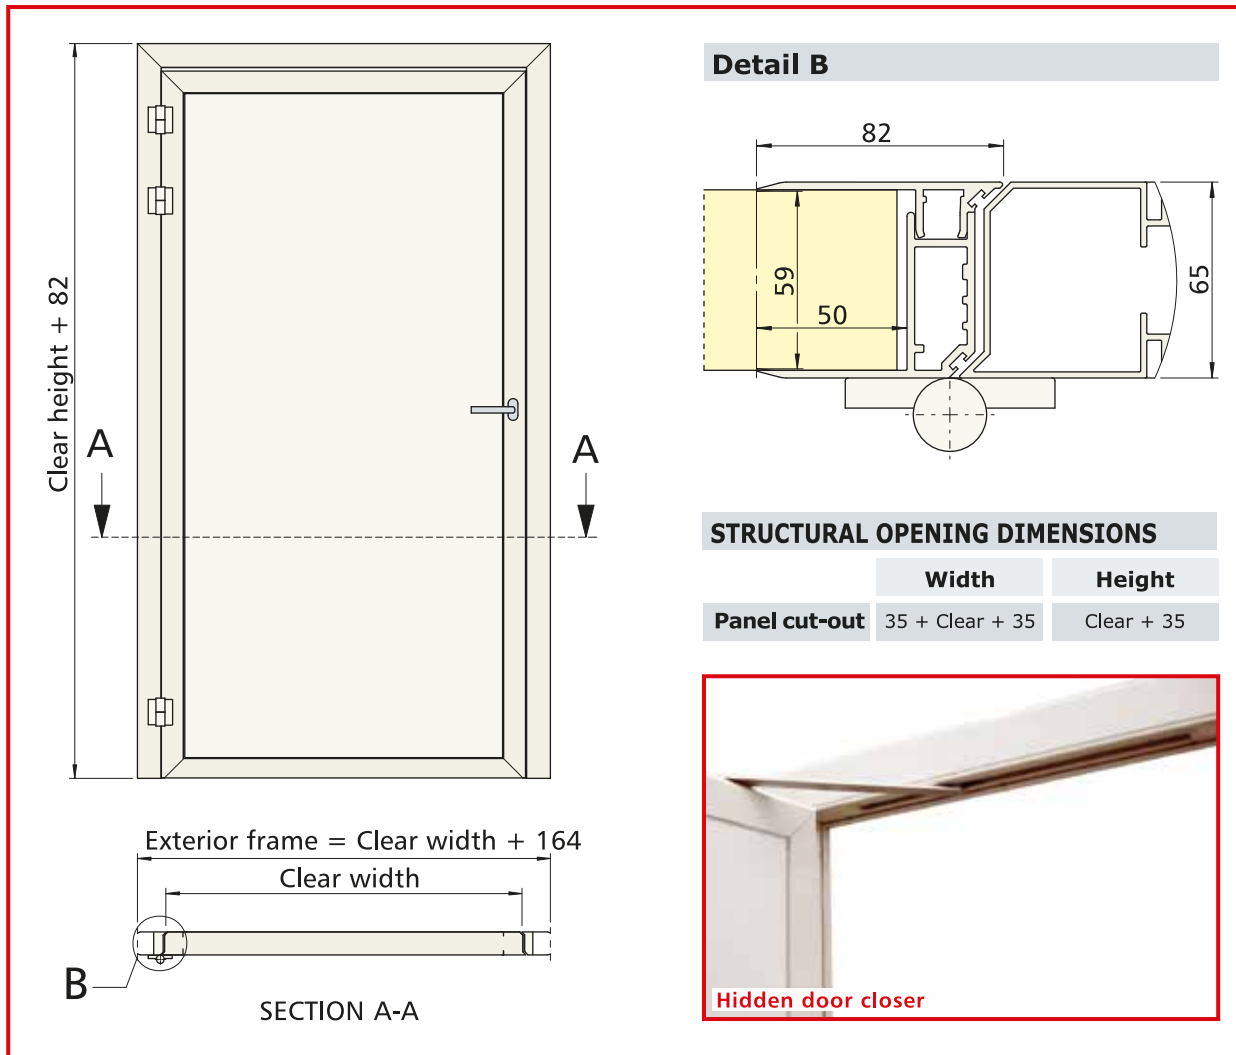 Clear height + 82
A
A
Exterior frame = Clear width + 164
Clear width
B
SECTION A-A
Detail B
82
59
50
65
STRUCTURAL OPENING DIMENSIONS
Width Height
Panel cut-out 35 + Clear + 35 Clear + 35
Hidden door closer